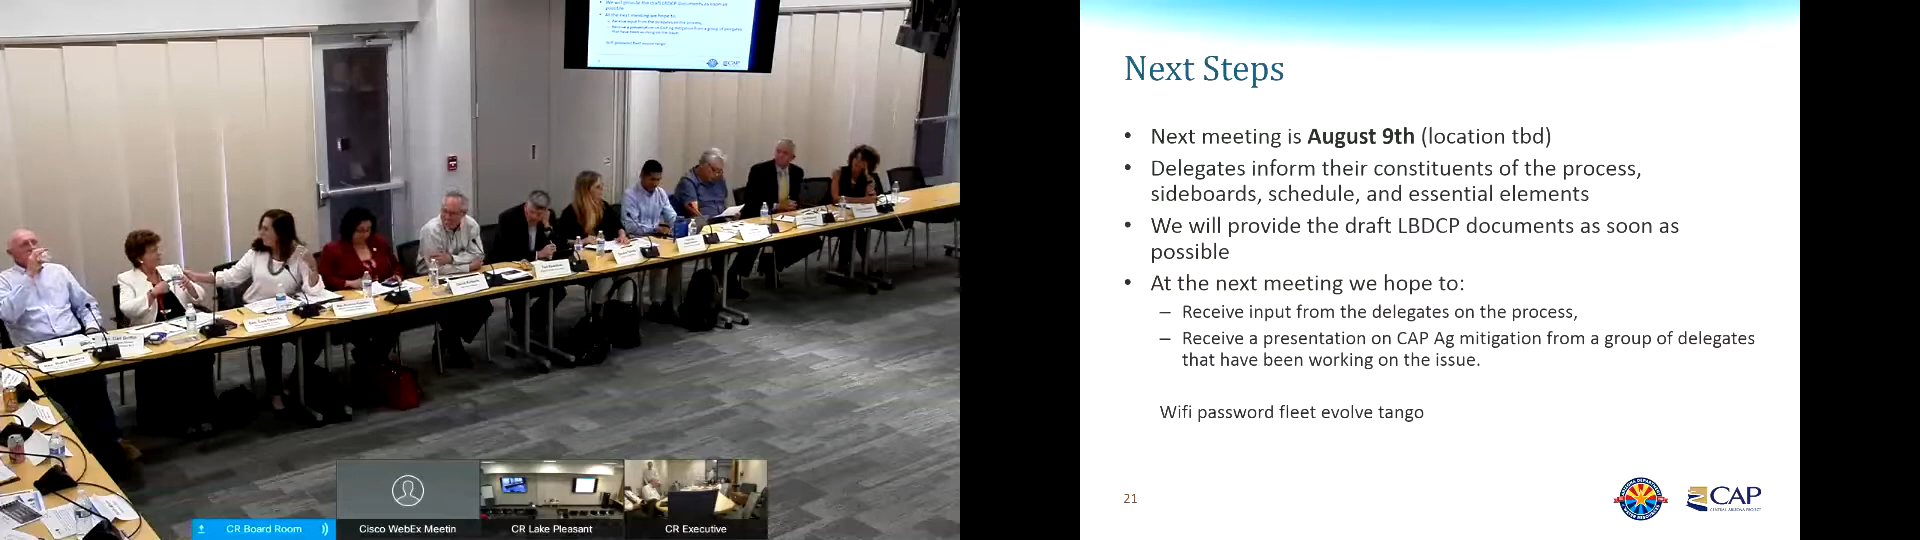 Next Steps
• Next meeting is August 9th (location tbd)
• Delegates inform their constituents of the process,
sideboards, schedule, and essential elements
• We will provide the draft LBDCP documents as soon as
possible
• At the next meeting we hope to:
– Receive input from the delegates on the process,
– Receive a presentation on CAP Ag mitigation from a group of delegates
that have been working on the issue.
Wifi password fleet evolve tango
21
CAP
CENTRAL ARIZONA PROJECT
CR Board Room
Cisco WebEx Meetin
CR Lake Pleasant
CR Executive